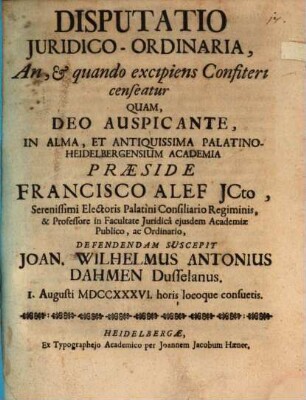 DISPUTATIO
JURIDICO-ORDINARIA,
An, & quando excipiens Confiteri
censeatur
QUAM,
DEO AUSPICANTE,
IN ALMA, ET ANTIQUISSIMA PALATINO-
HEIDELBERGENSIUM ACADEMIA
PRÆSIDE
FRANCISCO ALEF JCto,
Serenissimi Electoris Palatini Consiliario Regiminis,
& Professore in Facultate Juridicâ ejusdem Academiæ
Publico, ac Ordinario,
DEFENDENDAM SUSCEPIT
JOAN. WILHELMUS ANTONIUS
DAHMEN Dusselanus.
1. Augusti MDCCXXXVI. horis locoque consuetis.
HEIDELBERGÆ,
Ex Typographejo Academico per Joannem Jacobum Hæner.